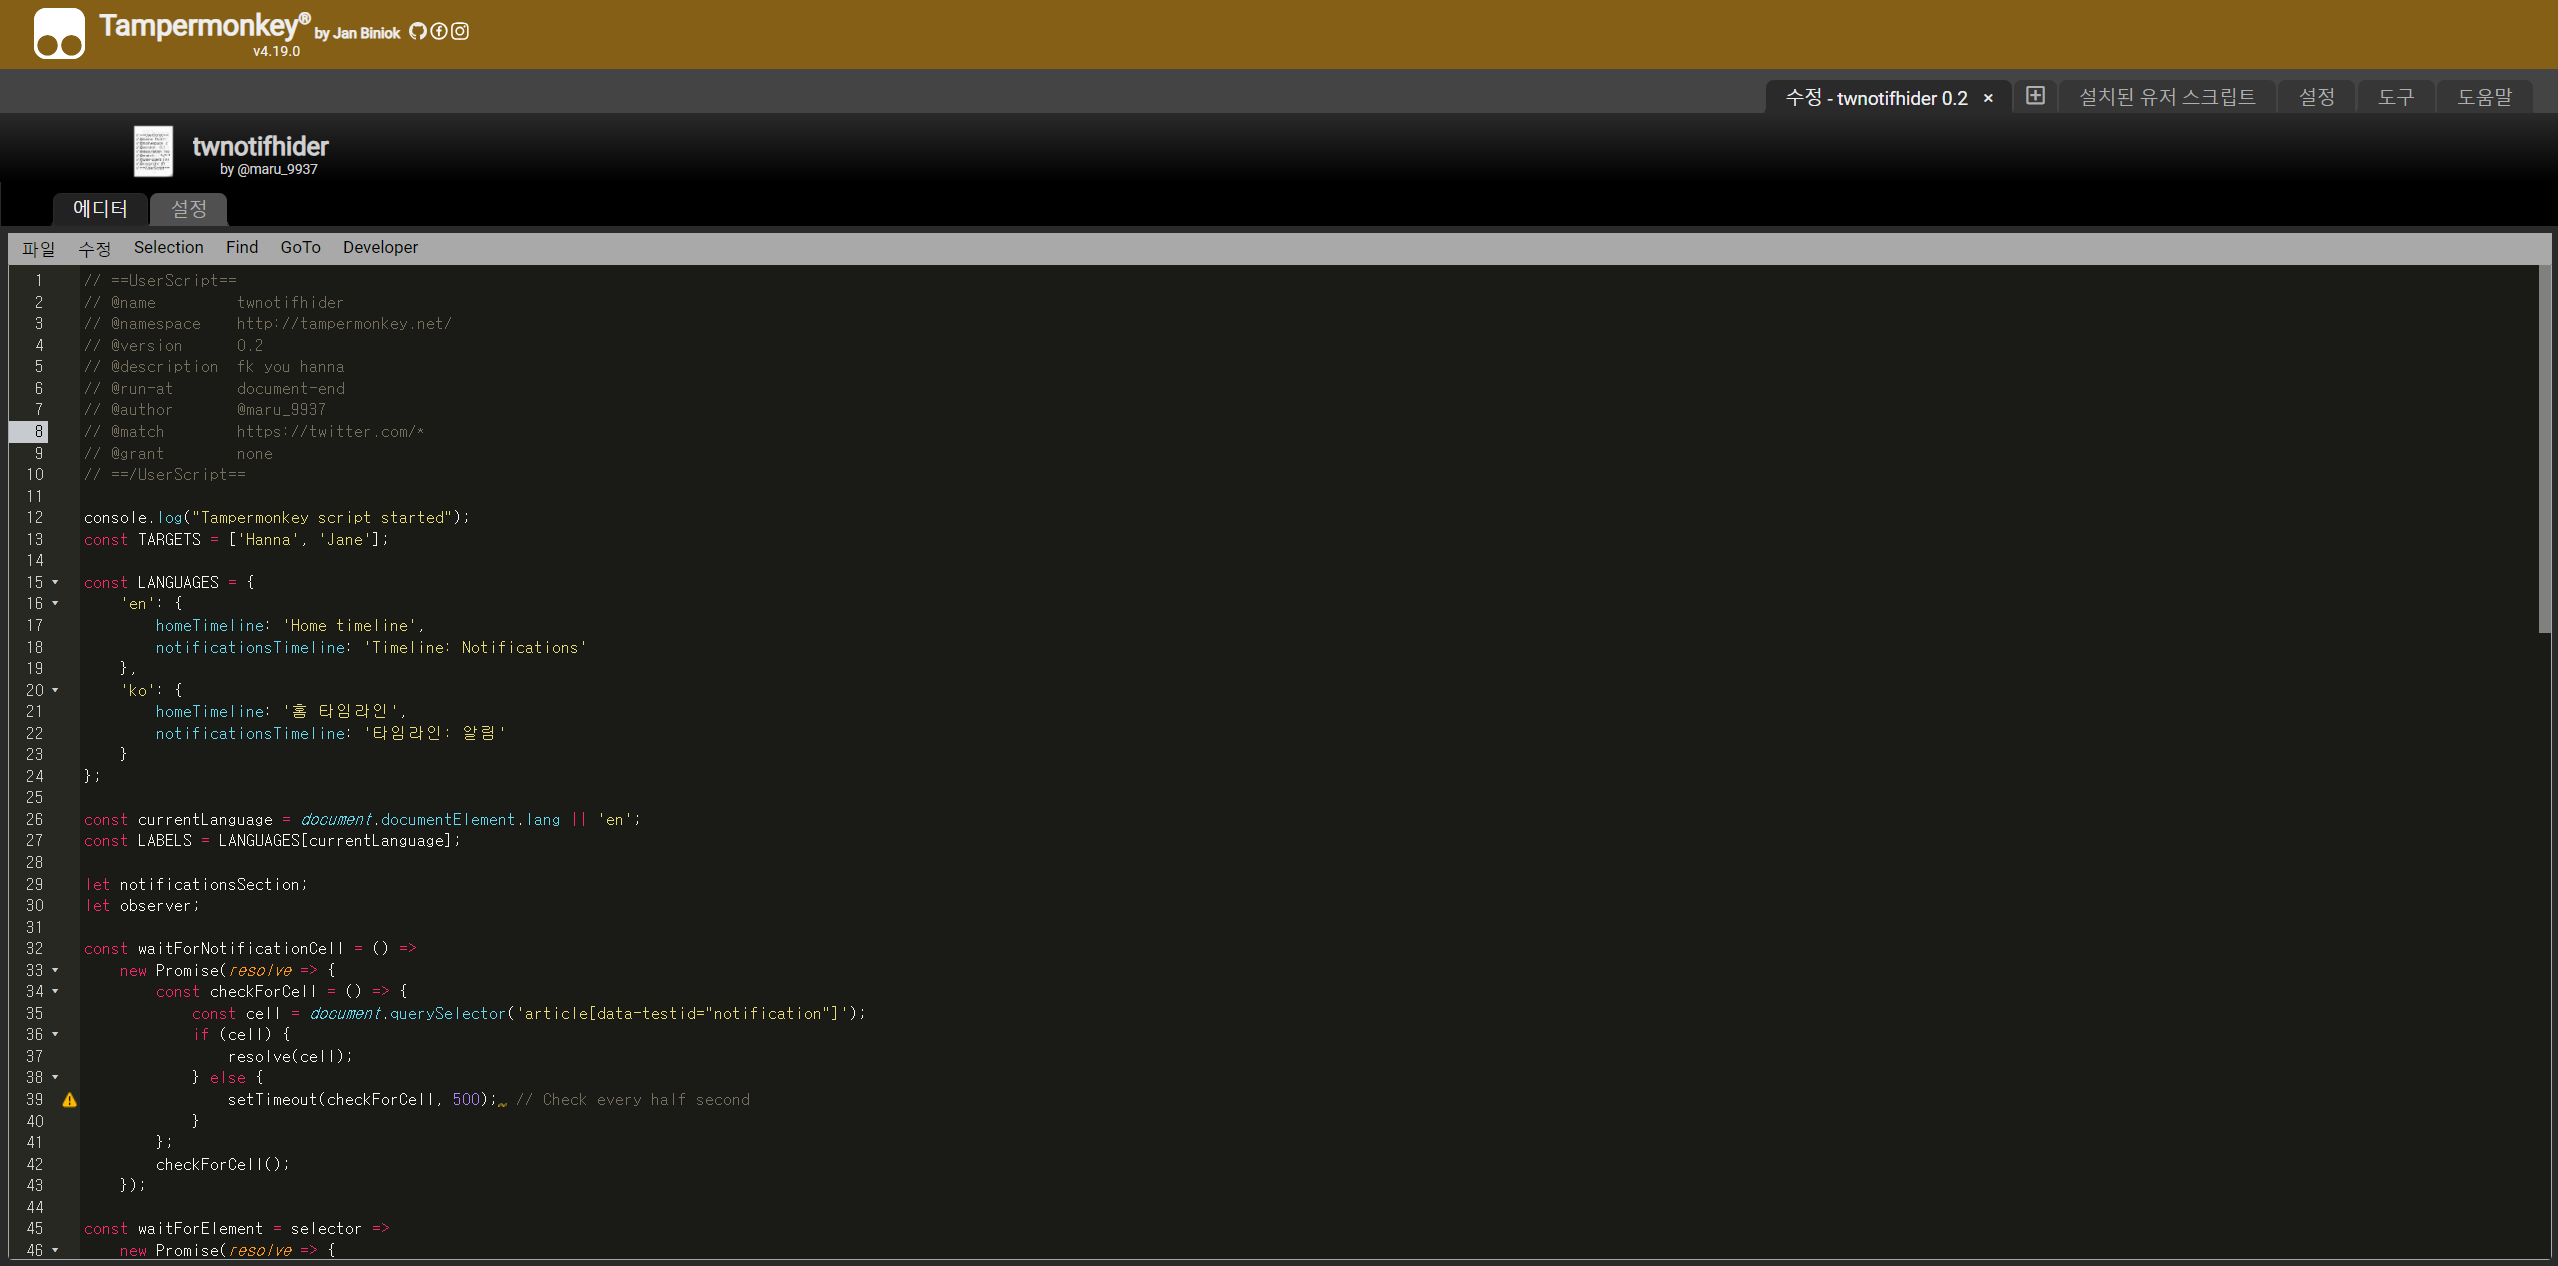 Tampermonkey® by Jan Biniok
v4.19.0
수정 - twnotifhider 0.2 × 설치된 유저 스크립트 설정 도구 도움말
twnotifhider
by @maru_9937
에디터 설정
파일 수정 Selection Find GoTo Developer
1 // ==UserScript==
2 // @name twnotifhider
3 // @namespace http://tampermonkey.net/
4 // @version 0.2
5 // @description fk you hanna
6 // @run-at document-end
7 // @author @maru_9937
8 // @match https://twitter.com/*
9 // @grant none
10 // ==/UserScript==
11
12 console.log("Tampermonkey script started");
13 const TARGETS = ['Hanna', 'Jane'];
14
15 const LANGUAGES = {
16 'en': {
17 homeTimeline: 'Home timeline',
18 notificationsTimeline: 'Timeline: Notifications'
19 },
20 'ko': {
21 homeTimeline: '홈 타임라인',
22 notificationsTimeline: '타임라인: 알림'
23 }
24 };
25
26 const currentLanguage = document.documentElement.lang || 'en';
27 const LABELS = LANGUAGES[currentLanguage];
28
29 let notificationsSection;
30 let observer;
31
32 const waitForNotificationCell = () =>
33 new Promise(resolve => {
34 const checkForCell = () => {
35 const cell = document.querySelector('article[data-testid="notification"]');
36 if (cell) {
37 resolve(cell);
38 } else {
39 setTimeout(checkForCell, 500); // Check every half second
40 }
41 };
42 checkForCell();
43 });
44
45 const waitForElement = selector =>
46 new Promise(resolve => {